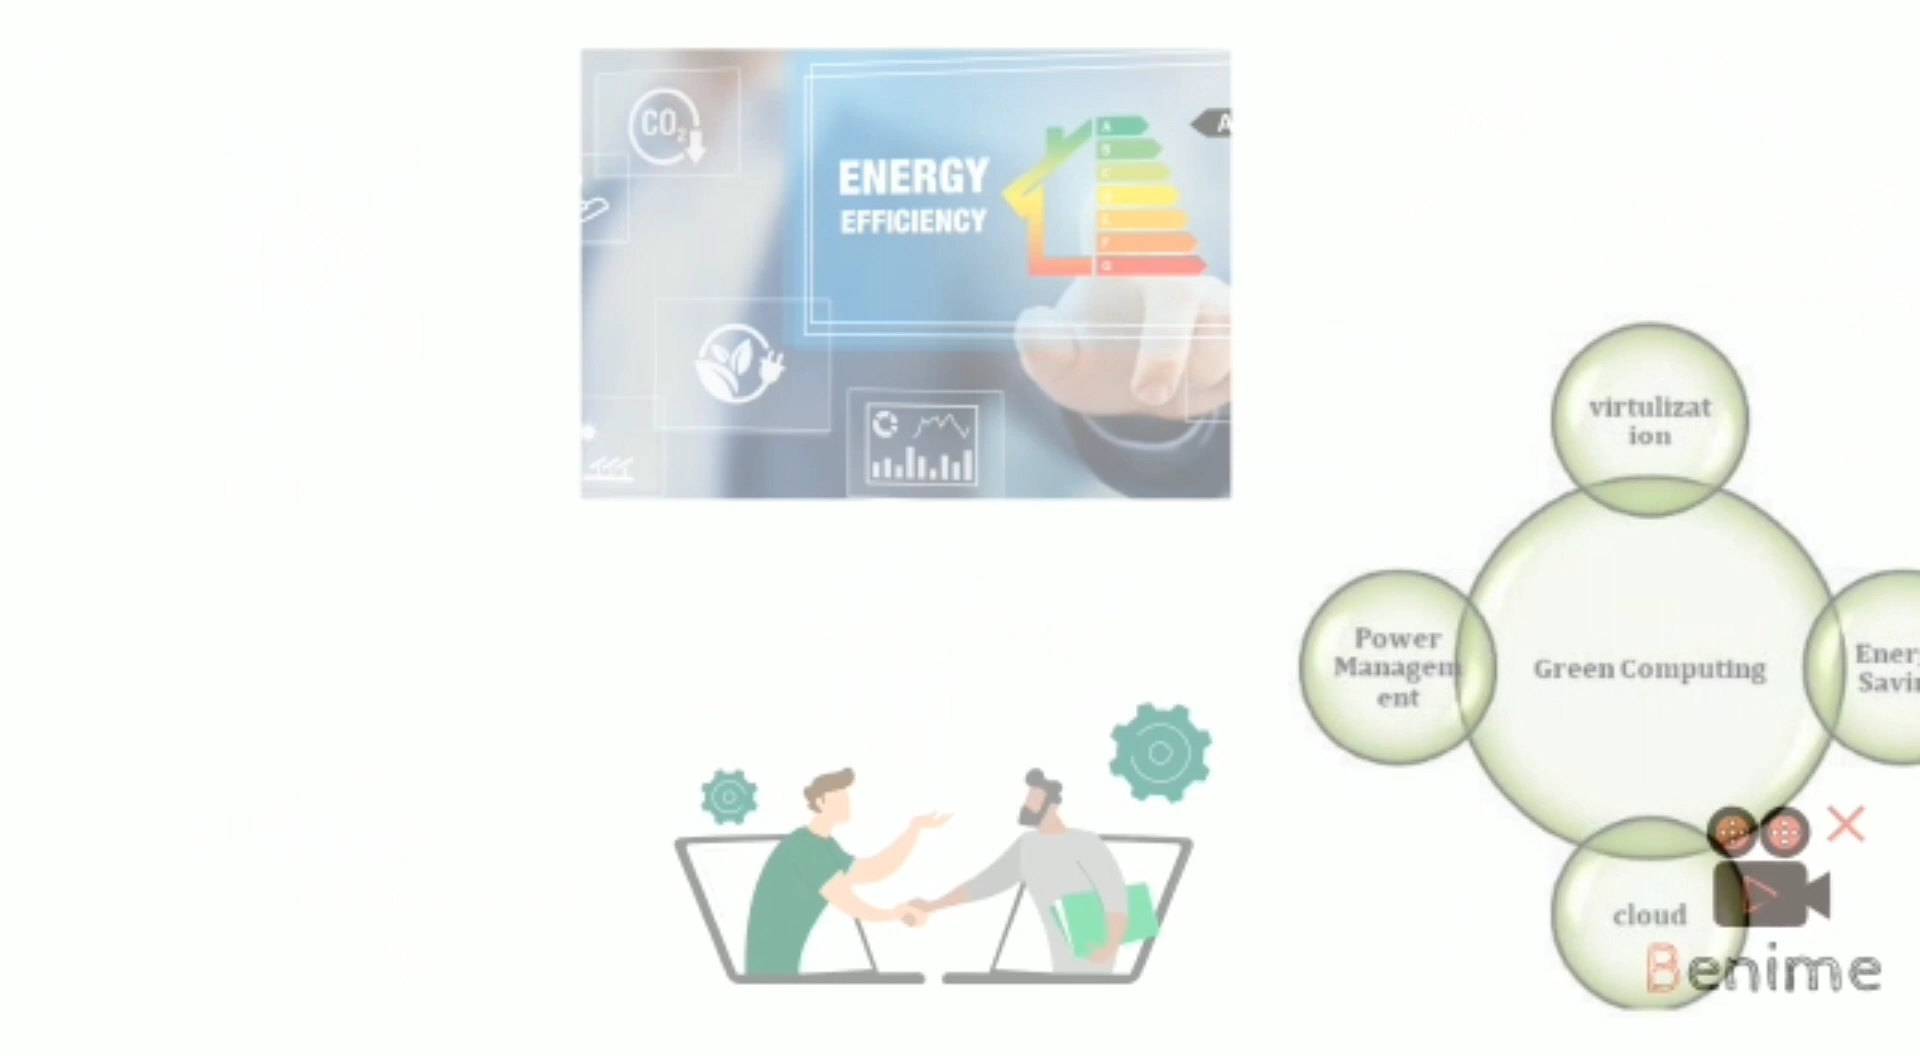 CO2
ENERGY
EFFICIENCY
A
B
C
E
F
G
A
virtulizat
ion
Power
Managem
ent
Green Computing
cloud
Benime